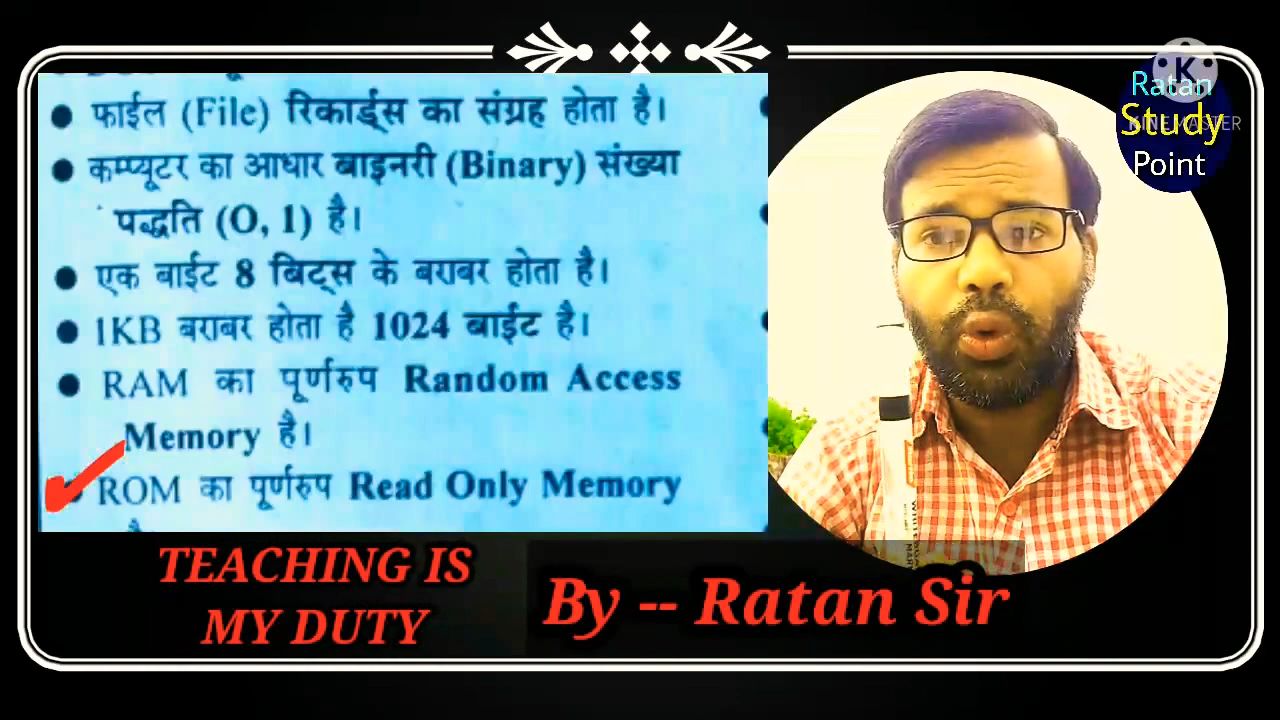 ● फाईल (File) रिकार्ड्स का संग्रह होता है।
● कम्प्यूटर का आधार बाइनरी (Binary) संख्या
पद्धति (O, 1) है।
● एक बाईट 8 बिट्स के बराबर होता है।
● 1KB बराबर होता है 1024 बाईट है।
● RAM का पूर्णरुप Random Access
Memory है।
ROM का पूर्णरुप Read Only Memory
K
Ratan
Study
KINEMASTER
Point
TEACHING IS
MY DUTY
By -- Ratan Sir